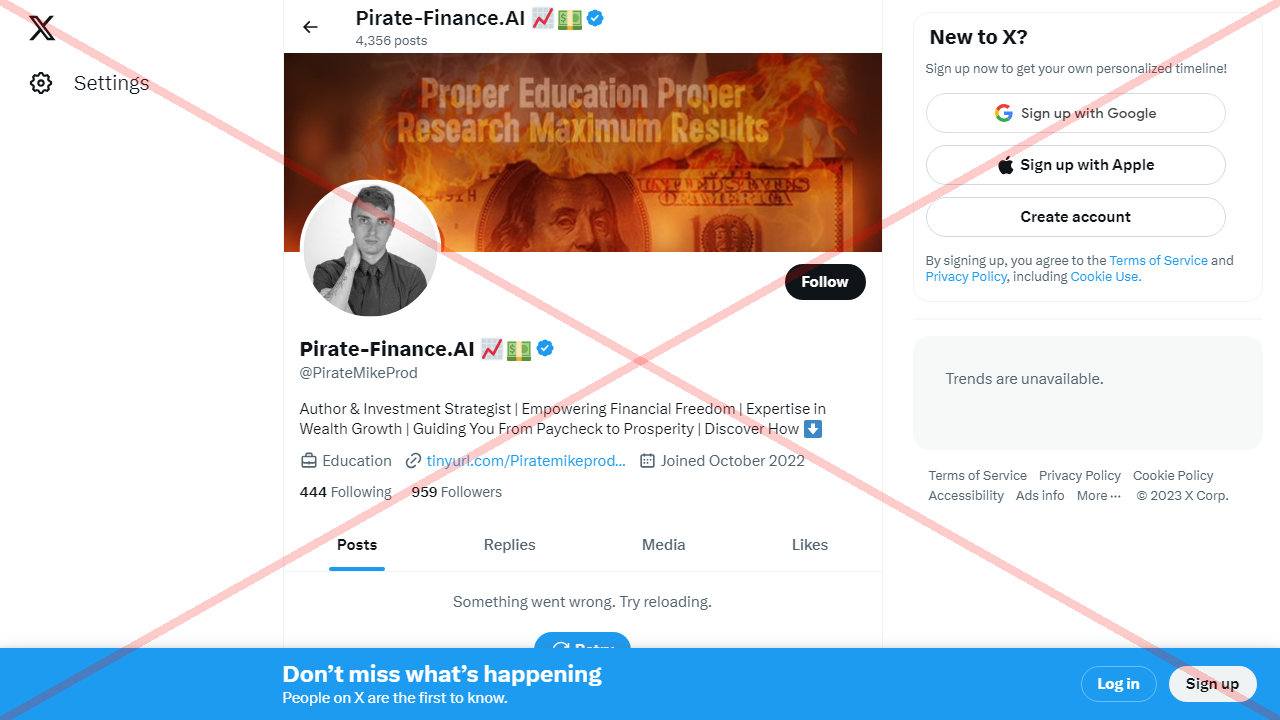 Settings
Pirate-Finance.AI 📈💵
4,356 posts
Proper Education Proper
Research Maximum Results
UNITED STATES
OF AMERICA
100
Follow
Pirate-Finance.AI 📈💵
@PirateMikeProd
Author & Investment Strategist | Empowering Financial Freedom | Expertise in
Wealth Growth | Guiding You From Paycheck to Prosperity | Discover How ⬇️
Education tinyurl.com/Piratemikeprod... Joined October 2022
444 Following 959 Followers
Posts Replies Media Likes
Something went wrong. Try reloading.
Retry
New to X?
Sign up now to get your own personalized timeline!
Sign up with Google
Sign up with Apple
Create account
By signing up, you agree to the Terms of Service and
Privacy Policy, including Cookie Use.
Trends are unavailable.
Terms of Service Privacy Policy Cookie Policy
Accessibility Ads info More ··· © 2023 X Corp.
Don’t miss what’s happening
People on X are the first to know.
Log in Sign up